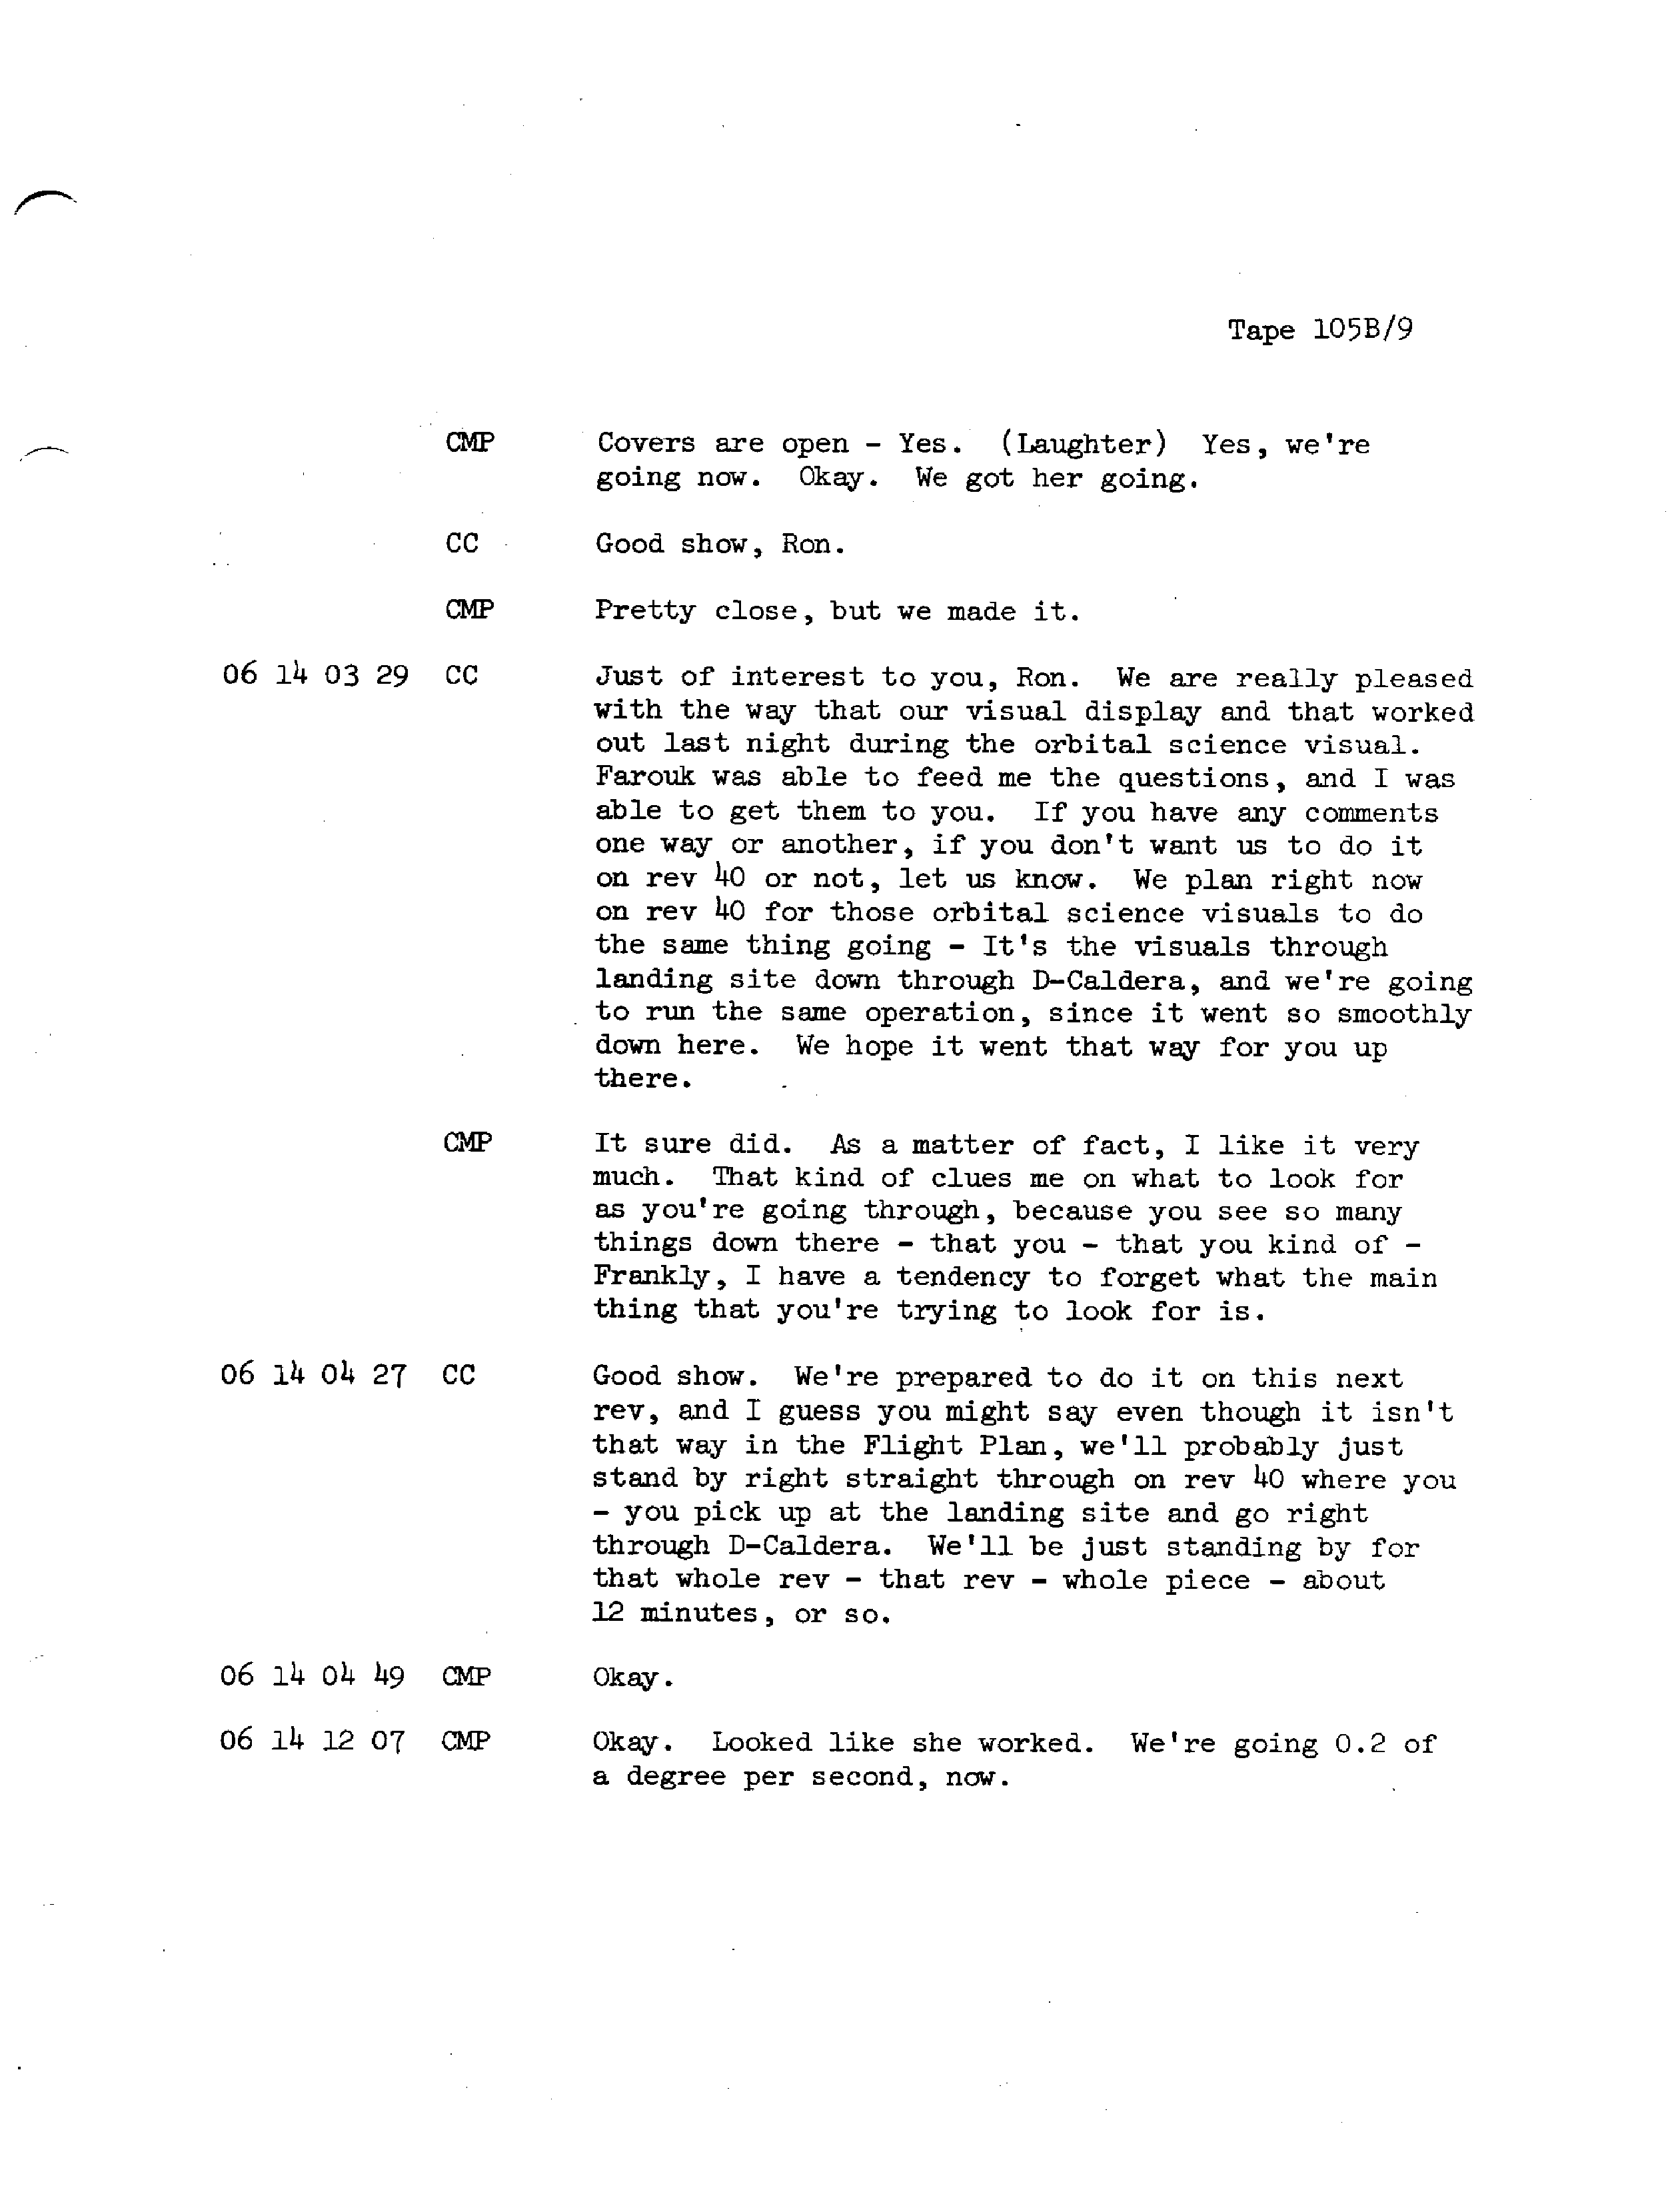 Tape 105B/9
CMP Covers are open - Yes. (Laughter) Yes, we're
going now. Okay. We got her going.
CC Good show, Ron.
CMP Pretty close, but we made it.
06 14 03 29 CC Just of interest to you, Ron. We are really pleased
with the way that our visual display and that worked
out last night during the orbital science visual.
Farouk was able to feed me the questions, and I was
able to get them to you. If you have any comments
one way or another, if you don't want us to do it
on rev 40 or not, let us know. We plan right now
on rev 40 for those orbital science visuals to do
the same thing going - It's the visuals through
landing site down through D-Caldera, and we're going
to run the same operation, since it went so smoothly
down here. We hope it went that way for you up
there.
CMP It sure did. As a matter of fact, I like it very
much. That kind of clues me on what to look for
as you're going through, because you see so many
things down there - that you - that you kind of -
Frankly, I have a tendency to forget what the main
thing that you're trying to look for is.
06 14 04 27 CC Good show. We're prepared to do it on this next
rev, and I guess you might say even though it isn't
that way in the Flight Plan, we'll probably just
stand by right straight through on rev 40 where you
- you pick up at the landing site and go right
through D-Caldera. We'll be just standing by for
that whole rev - that rev - whole piece - about
12 minutes, or so.
06 14 04 49 CMP Okay.
06 14 12 07 CMP Okay. Looked like she worked. We're going 0.2 of
a degree per second, now.